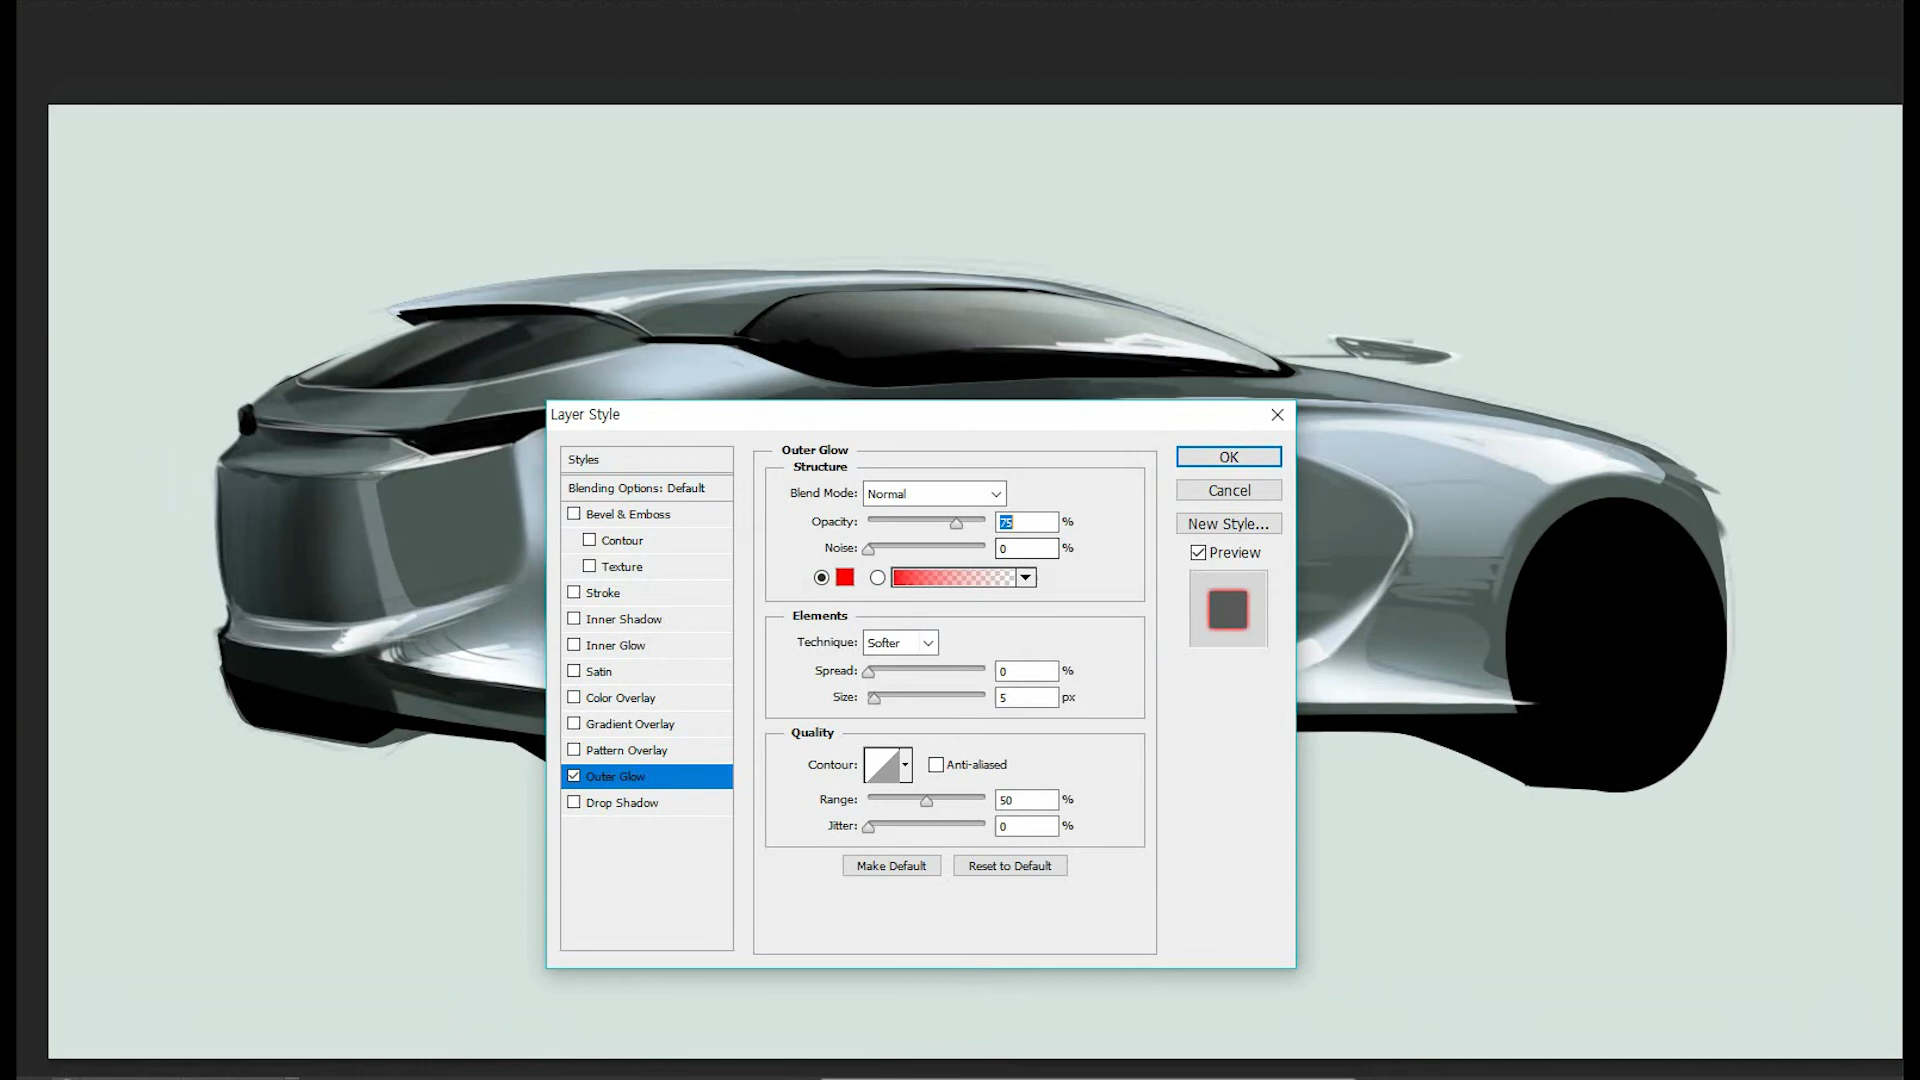 Layer Style
Styles
Blending Options: Default
Bevel & Emboss
Contour
Texture
Stroke
Inner Shadow
Inner Glow
Satin
Color Overlay
Gradient Overlay
Pattern Overlay
Outer Glow
Drop Shadow
Outer Glow
Structure
Blend Mode: Normal
Opacity: 75 %
Noise: 0 %
Elements
Technique: Softer
Spread: 0 %
Size: 5 px
Quality
Contour: Anti-aliased
Range: 50 %
Jitter: 0 %
Make Default Reset to Default
OK
Cancel
New Style...
Preview